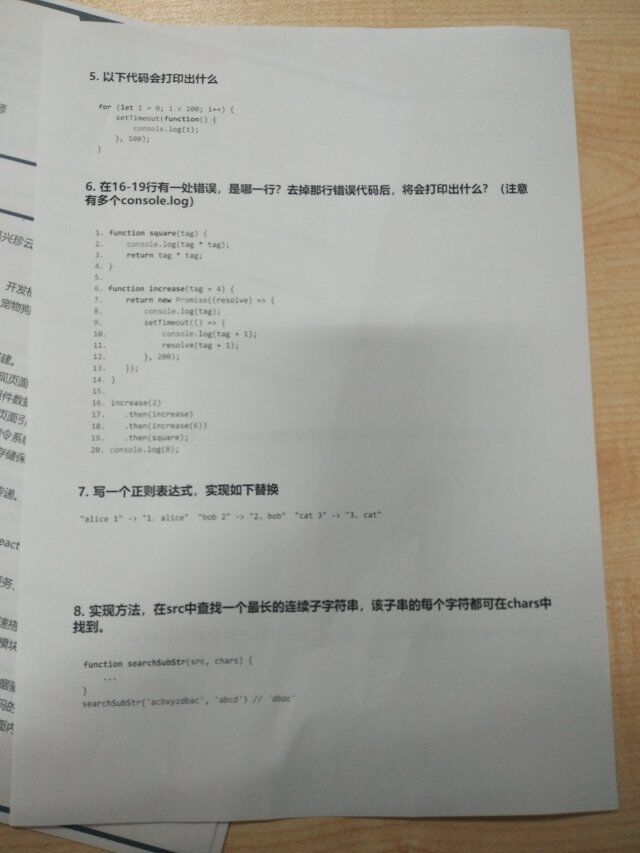 5. 以下代码会打印出什么
for (let i = 0; i < 100; i++) {
setTimeout(function() {
console.log(i);
}, 100);
}
6. 在16-19行有一处错误，是哪一行？去掉那行错误代码后，将会打印出什么？（注意
有多个console.log）
1. function square(tag) {
2. console.log(tag * tag);
3. return tag * tag;
4. }
5.
6. function increase(tag = 4) {
7. return new Promise((resolve) => {
8. console.log(tag);
9. setTimeout(() => {
10. console.log(tag + 1);
11. resolve(tag + 1);
12. }, 200);
13. });
14. }
15.
16. increase(2)
17. .then(increase)
18. .then(increase(6))
19. .then(square);
20. console.log(8);
7. 写一个正则表达式，实现如下替换
"alice 1" -> "1. alice" "bob 2" -> "2. bob" "cat 3" -> "3. cat"
8. 实现方法，在src中查找一个最长的连续子字符串，该子串的每个字符都可在chars中
找到。
function searchSubStr(src, chars) {
...
}
searchSubStr('acbxyzdbac', 'abcd') // 'dbac'